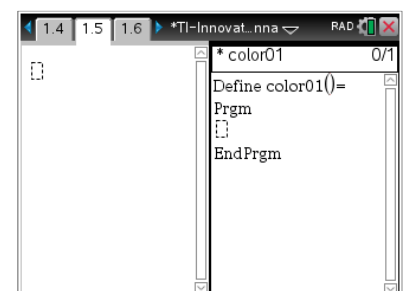 1.4 1.5 1.6 *TI-Innovat...nna RAD
* color01 0/1
Define color01()=
Prgm
EndPrgm